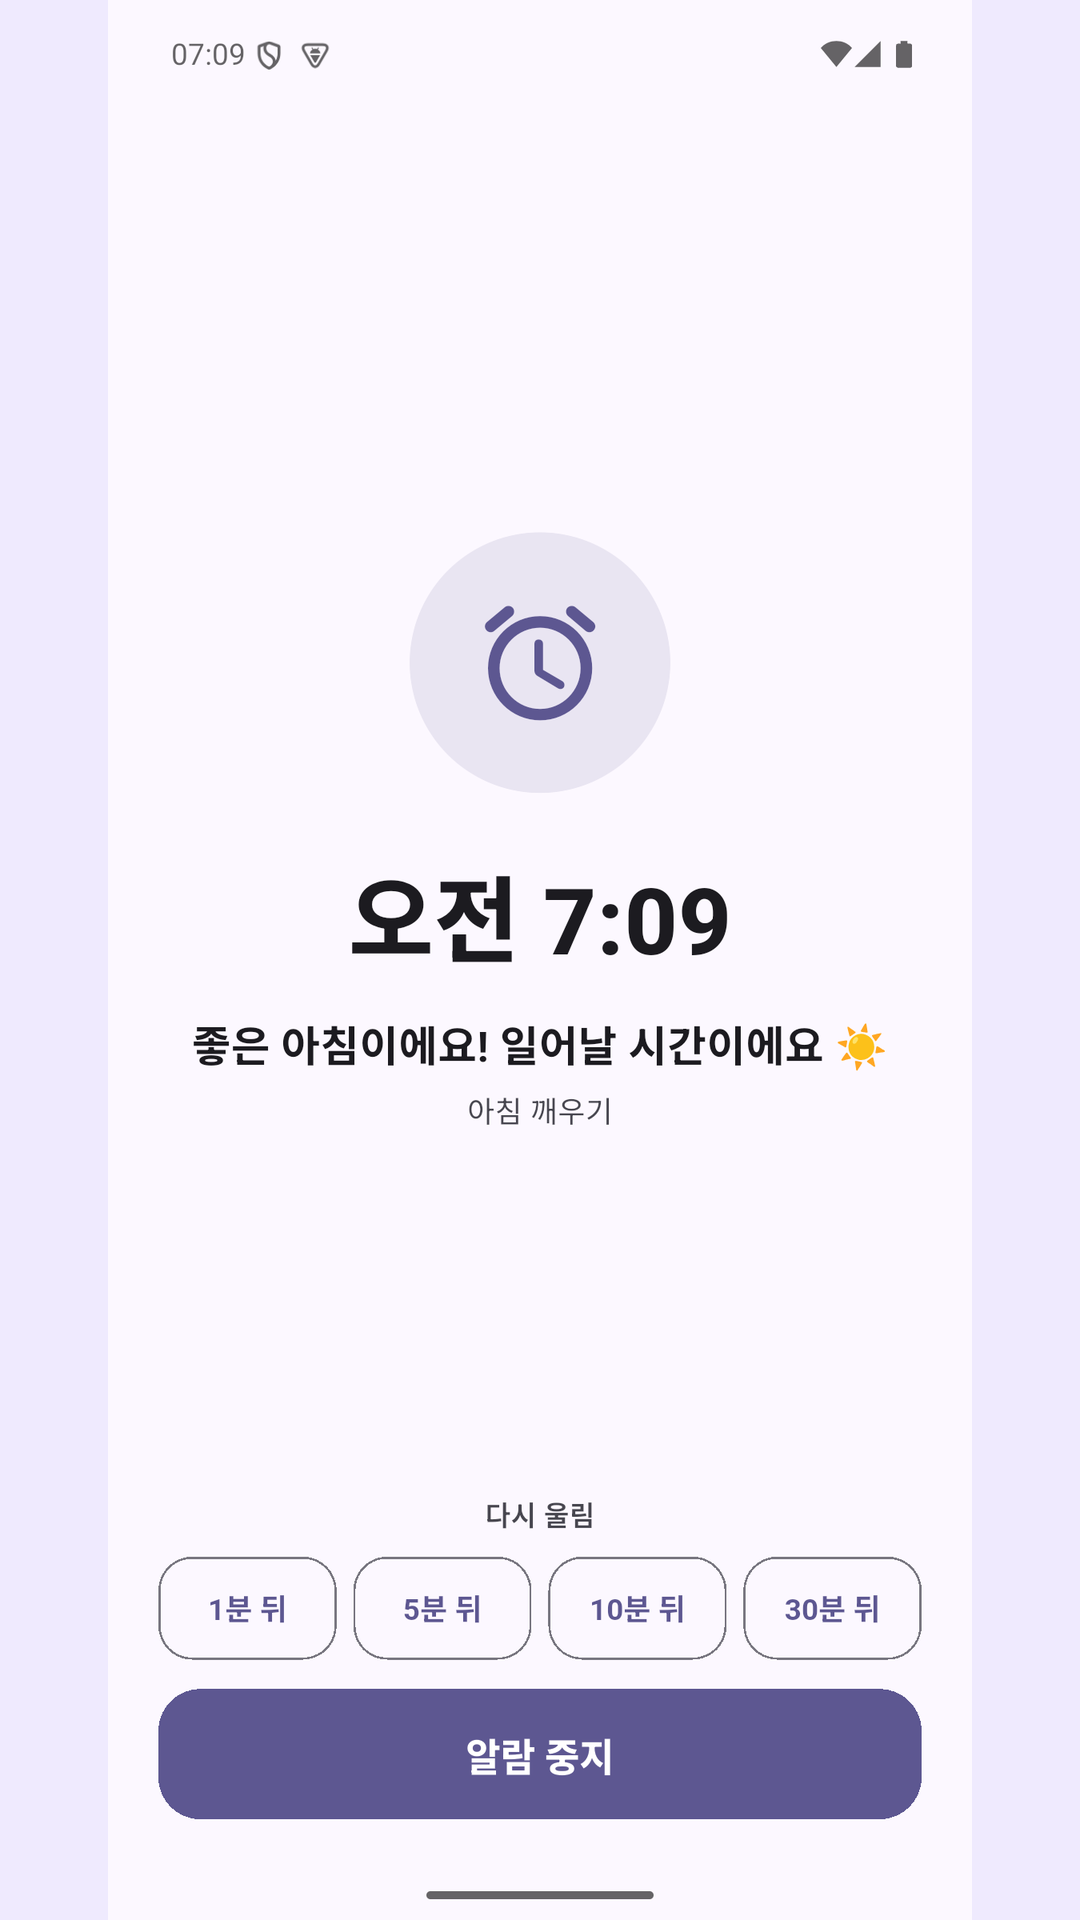 07:09
오전 7:09
좋은 아침이에요! 일어날 시간이에요 ☀️
아침 깨우기
다시 울림
1분 뒤
5분 뒤
10분 뒤
30분 뒤
알람 중지